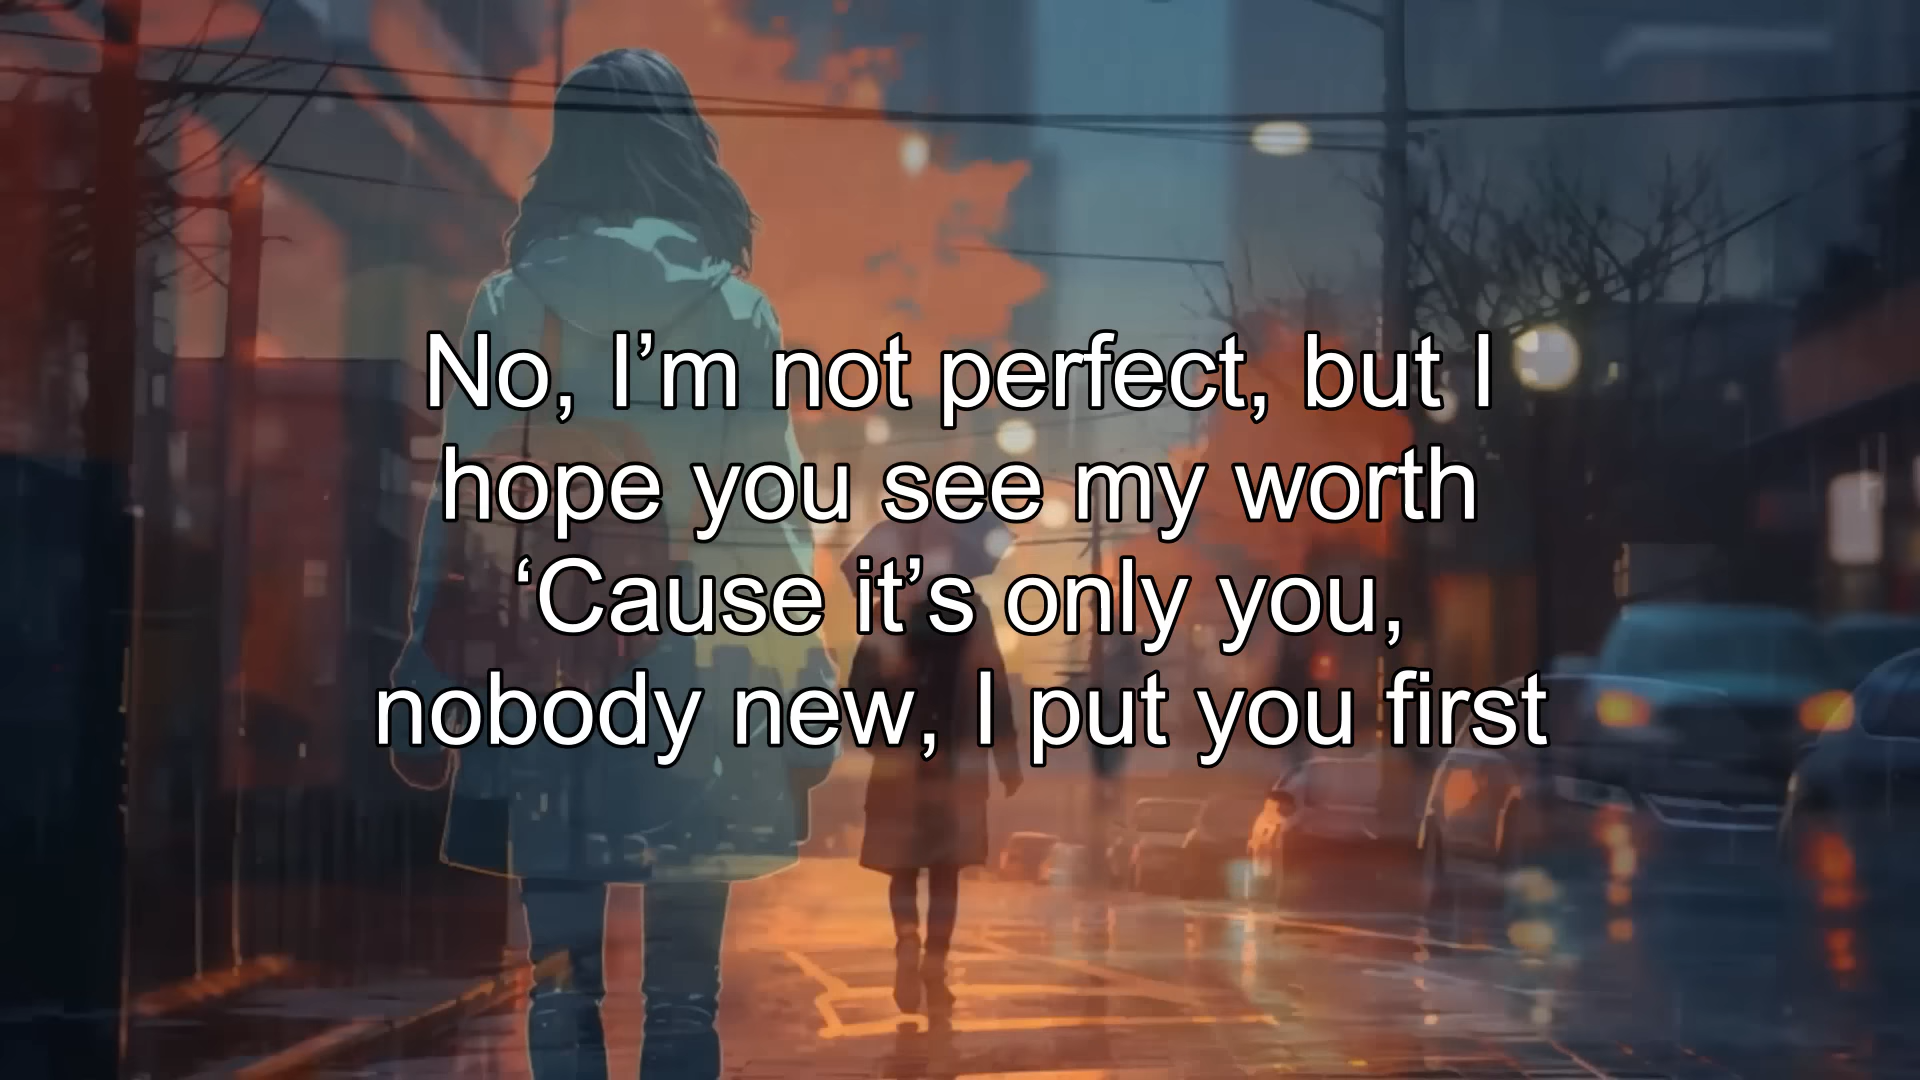 No, I’m not perfect, but I
hope you see my worth
‘Cause it’s only you,
nobody new, I put you first